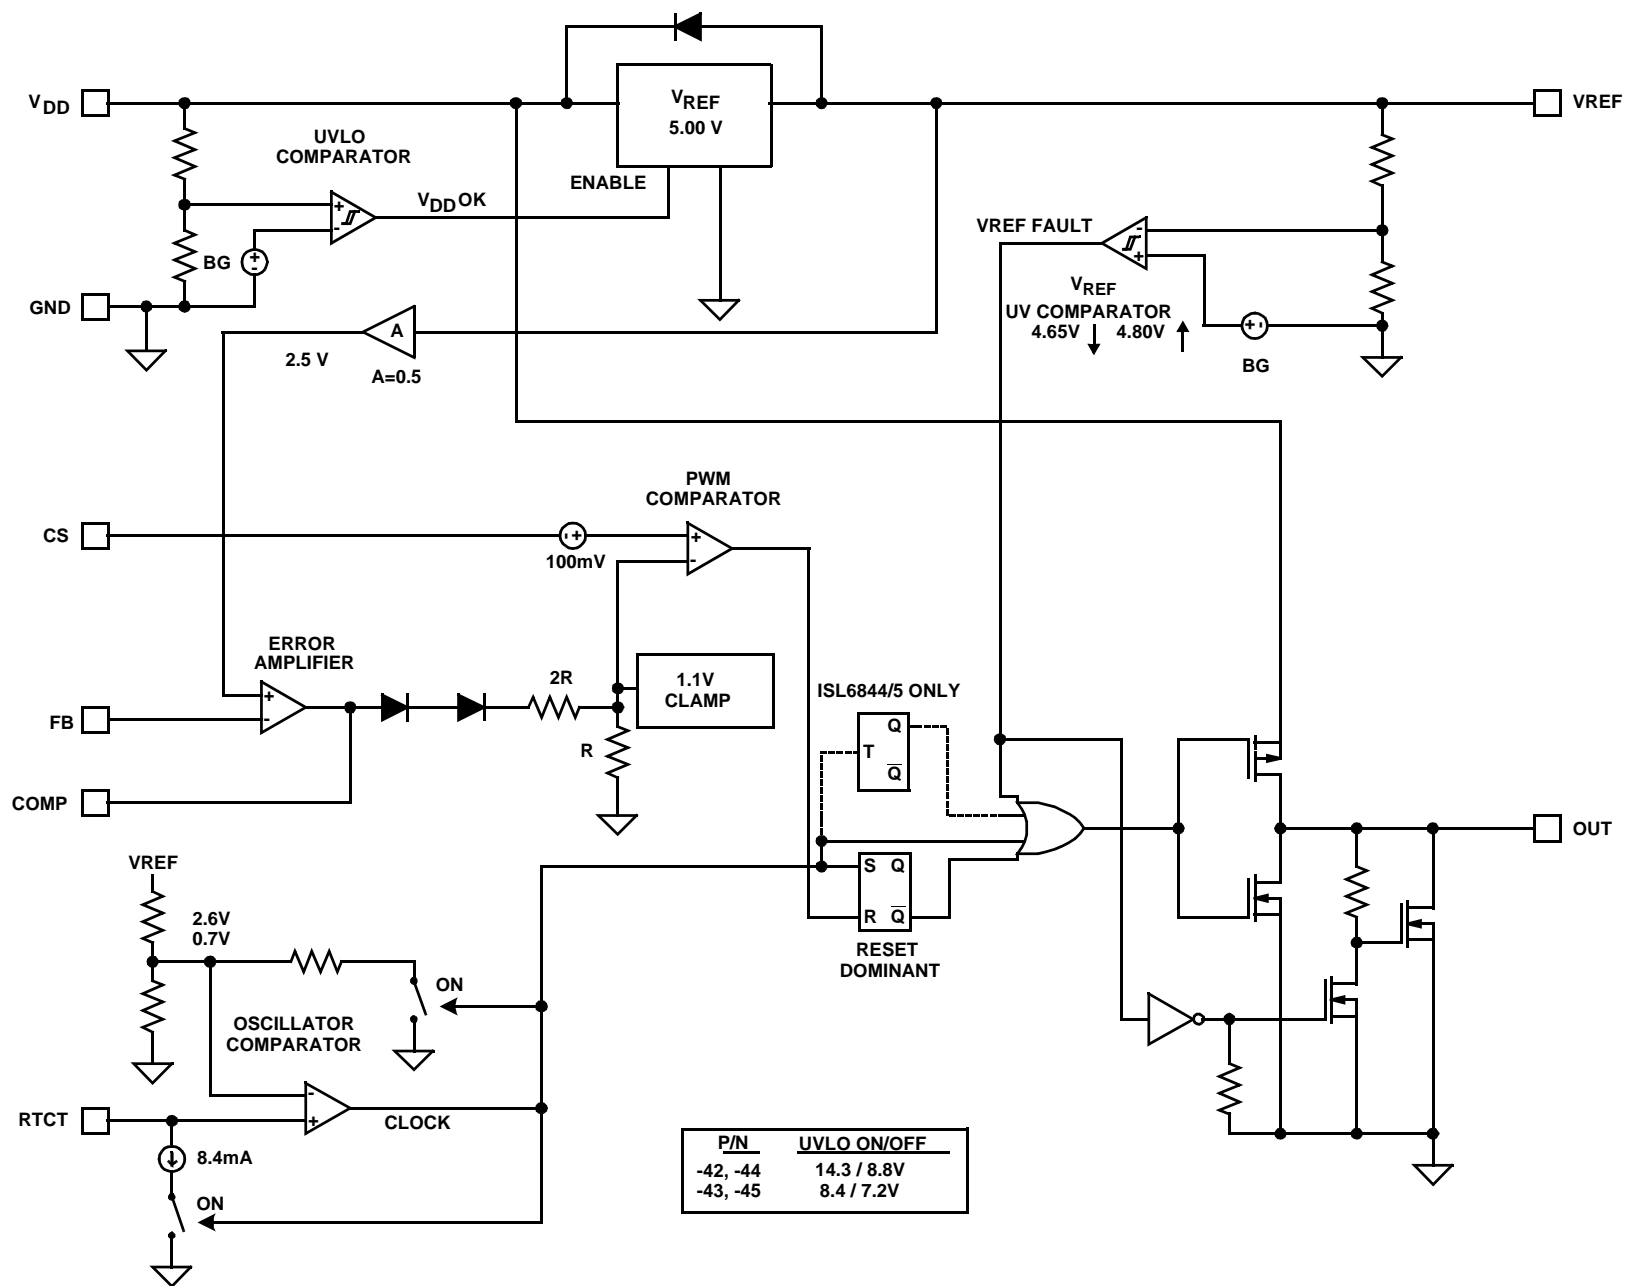 VREF
5.00 V
VDD
VREF
UVLO
COMPARATOR
ENABLE
VDD OK
+
-
BG
+
-
VREF FAULT
-
+
VREF
UV COMPARATOR
4.65V ↓ 4.80V ↑
+ -
BG
GND
A
2.5 V
A=0.5
PWM
COMPARATOR
CS
- +
100mV
+
-
ERROR
AMPLIFIER
+
-
FB
2R
R
1.1V
CLAMP
ISL6844/5 ONLY
Q
T
Q̅
COMP
OUT
VREF
S Q
R Q̅
RESET
DOMINANT
2.6V
0.7V
ON
OSCILLATOR
COMPARATOR
-
+
RTCT
CLOCK
8.4mA
ON
P/N UVLO ON/OFF
-42, -44 14.3 / 8.8V
-43, -45 8.4 / 7.2V